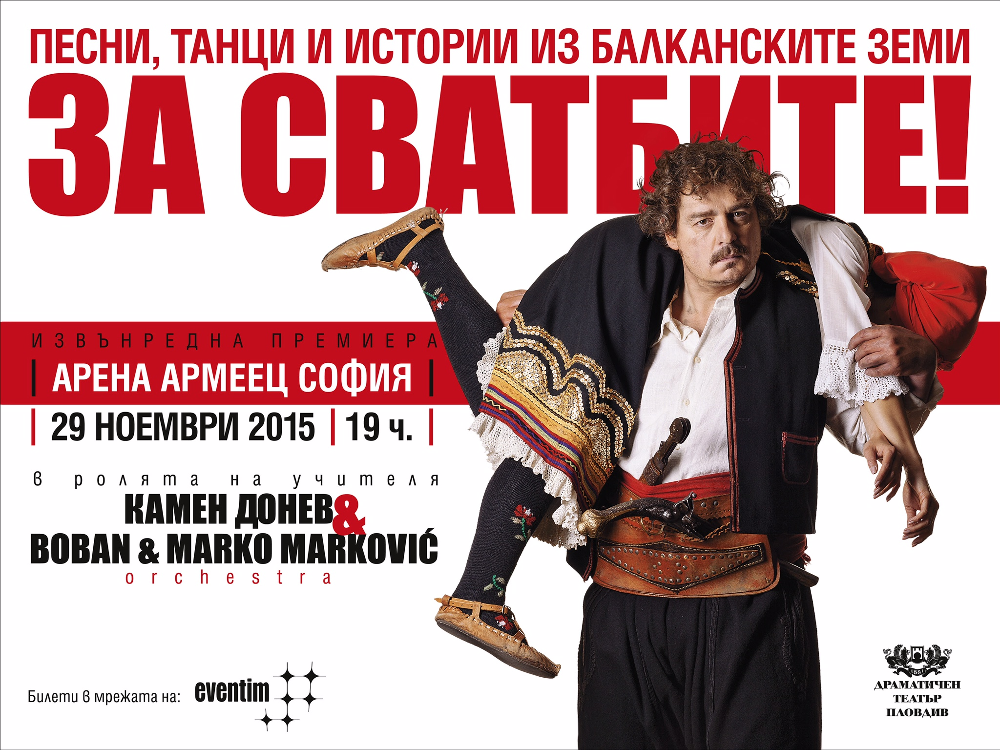 ПЕСНИ, ТАНЦИ И ИСТОРИИ ИЗ БАЛКАНСКИТЕ ЗЕМИ
ЗА СВАТБИТЕ!
ИЗВЪНРЕДНА ПРЕМИЕРА
| АРЕНА АРМЕЕЦ СОФИЯ |
| 29 НОЕМВРИ 2015 | 19 ч. |
в ролята на учителя
КАМЕН ДОНЕВ &
BOBAN & MARKO MARKOVIĆ
orchestra
Билети в мрежата на: eventim
1881
ДРАМАТИЧЕН
ТЕАТЪР
ПЛОВДИВ